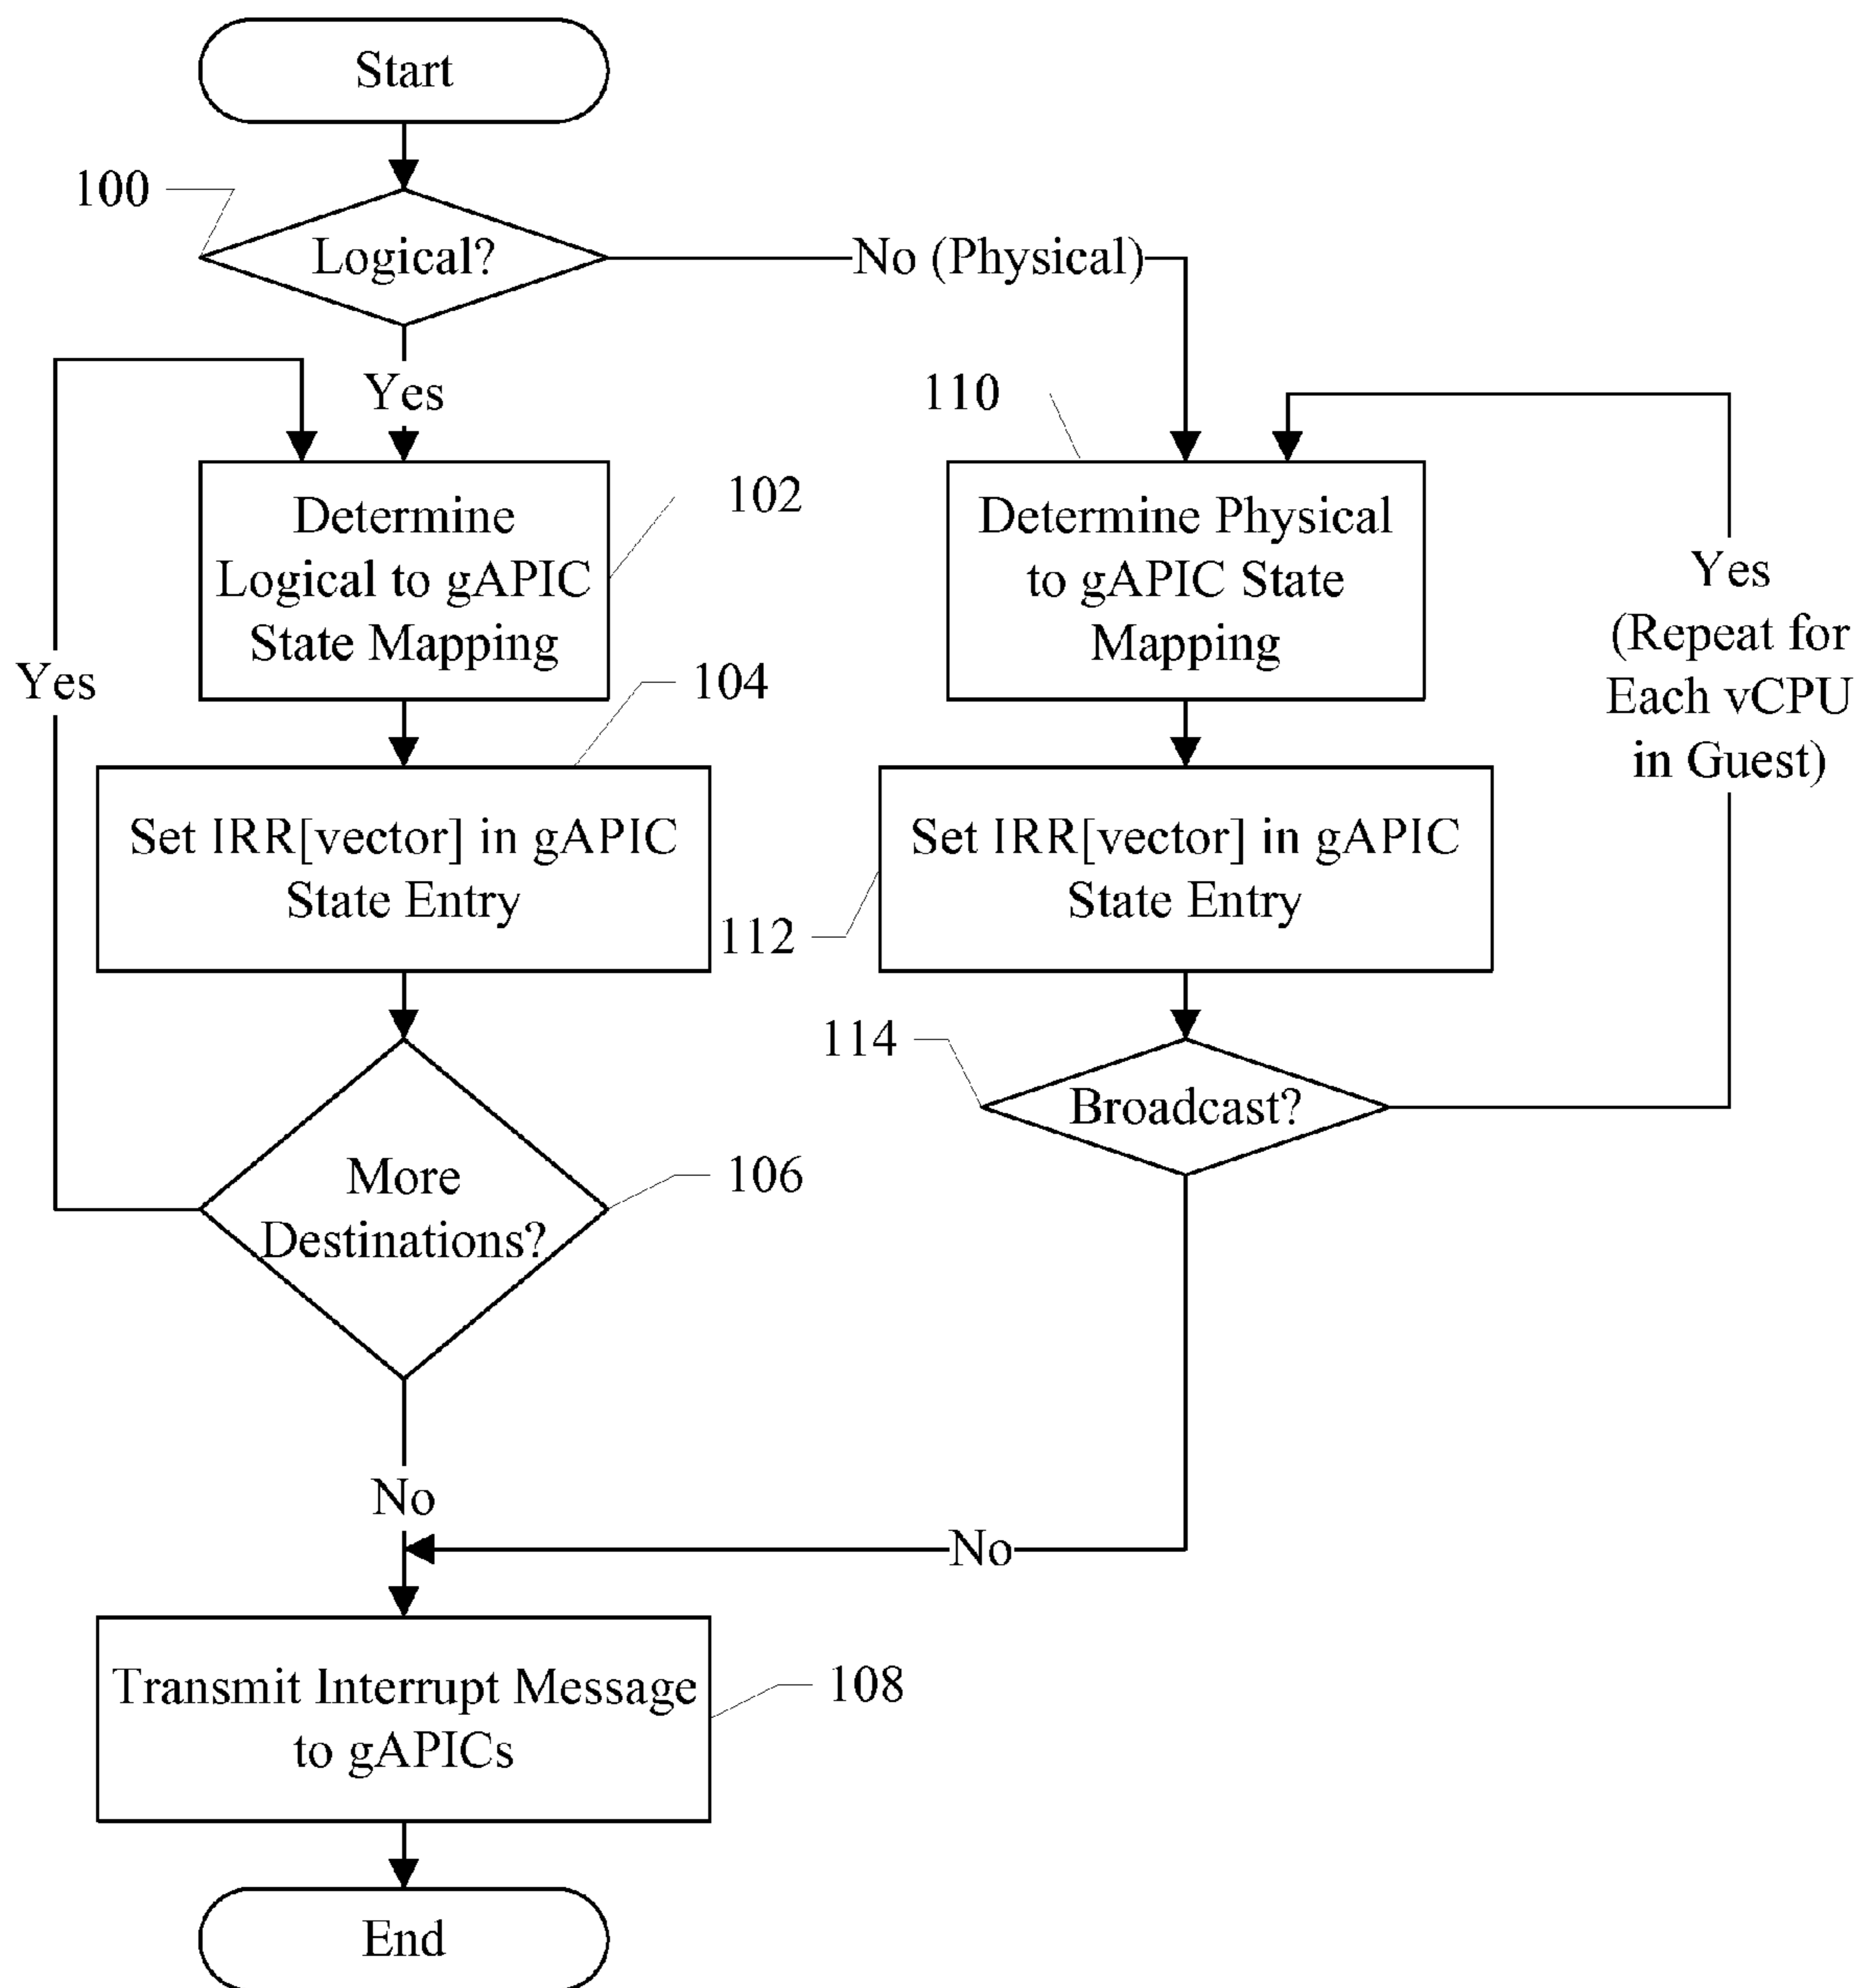 Start
100
Logical?
No (Physical)
Yes
110
Determine
Logical to gAPIC
State Mapping
102
Determine Physical
to gAPIC State
Mapping
Yes
(Repeat for
Each vCPU
in Guest)
Yes
104
Set IRR[vector] in gAPIC
State Entry
112
Set IRR[vector] in gAPIC
State Entry
114
Broadcast?
More
Destinations?
106
No
No
Transmit Interrupt Message
to gAPICs
108
End